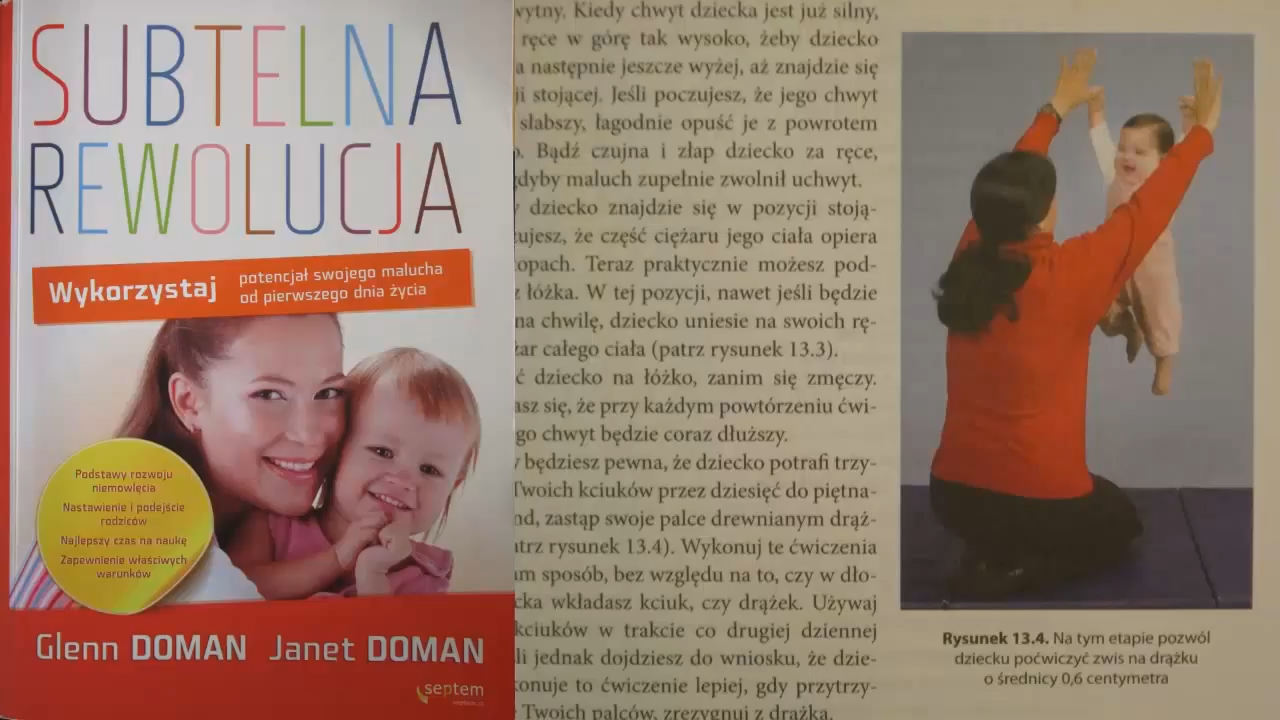 SUBTELNA
REWOLUCJA
Wykorzystaj
potencjał swojego malucha
od pierwszego dnia życia
Podstawy rozwoju
niemowlęcia
Nastawienie i podejście
rodziców
Najlepszy czas na naukę
Zapewnienie właściwych
warunków
Glenn DOMAN Janet DOMAN
septem
Kiedy chwyt dziecka jest już silny,
ręce w górę tak wysoko, żeby dziecko
a następnie jeszcze wyżej, aż znajdzie się
ji stojącej. Jeśli poczujesz, że jego chwyt
słabszy, łagodnie opuść je z powrotem
Bądź czujna i złap dziecko za ręce,
gdyby maluch zupełnie zwolnił uchwyt.
dziecko znajdzie się w pozycji stoją-
ujesz, że część ciężaru jego ciała opiera
opach. Teraz praktycznie możesz pod-
łóżka. W tej pozycji, nawet jeśli będzie
na chwilę, dziecko uniesie na swoich rę-
żar całego ciała (patrz rysunek 13.3).
ć dziecko na łóżko, zanim się zmęczy.
asz się, że przy każdym powtórzeniu ćwi-
go chwyt będzie coraz dłuższy.
będziesz pewna, że dziecko potrafi trzy-
Twoich kciuków przez dziesięć do piętna-
nd, zastąp swoje palce drewnianym drąż-
trz rysunek 13.4). Wykonuj te ćwiczenia
m sposób, bez względu na to, czy w dło-
cka wkładasz kciuk, czy drążek. Używaj
kciuków w trakcie co drugiej dziennej
li jednak dojdziesz do wniosku, że dzie-
onuje to ćwiczenie lepiej, gdy przytrzy-
Twoich palców, zrezygnuj z drążka.
Rysunek 13.4. Na tym etapie pozwól
dziecku poćwiczyć zwis na drążku
o średnicy 0,6 centymetra